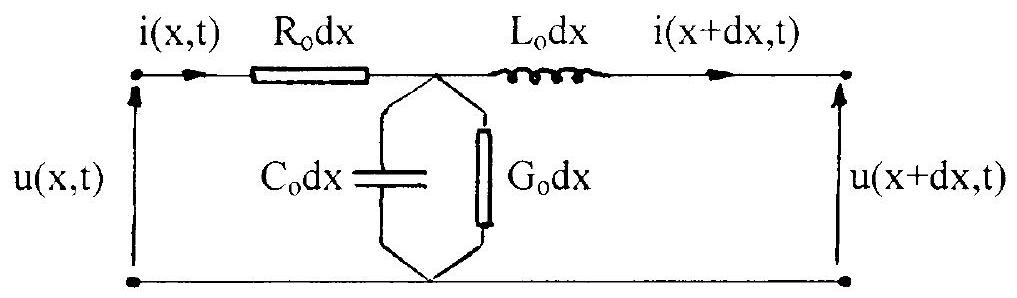 i(x,t) R₀dx L₀dx i(x+dx,t)
u(x,t) C₀dx G₀dx u(x+dx,t)